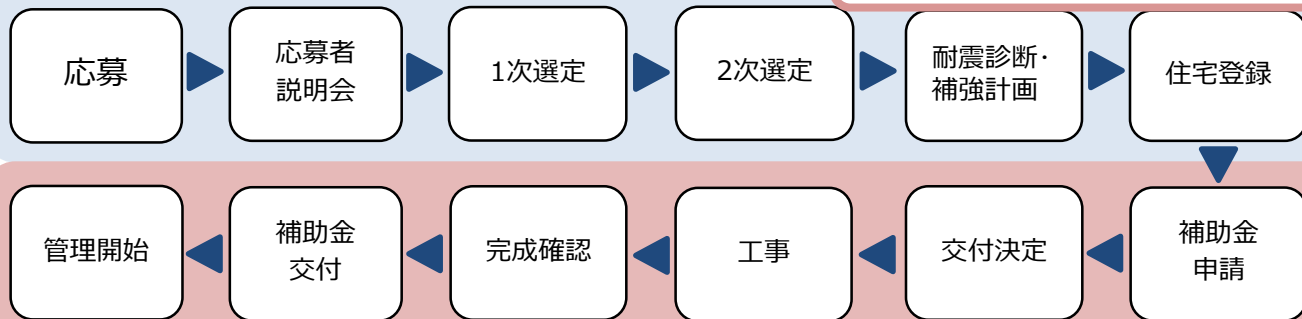 応募
応募者
説明会
1次選定
2次選定
耐震診断・
補強計画
住宅登録
補助金
申請
交付決定
工事
完成確認
補助金
交付
管理開始